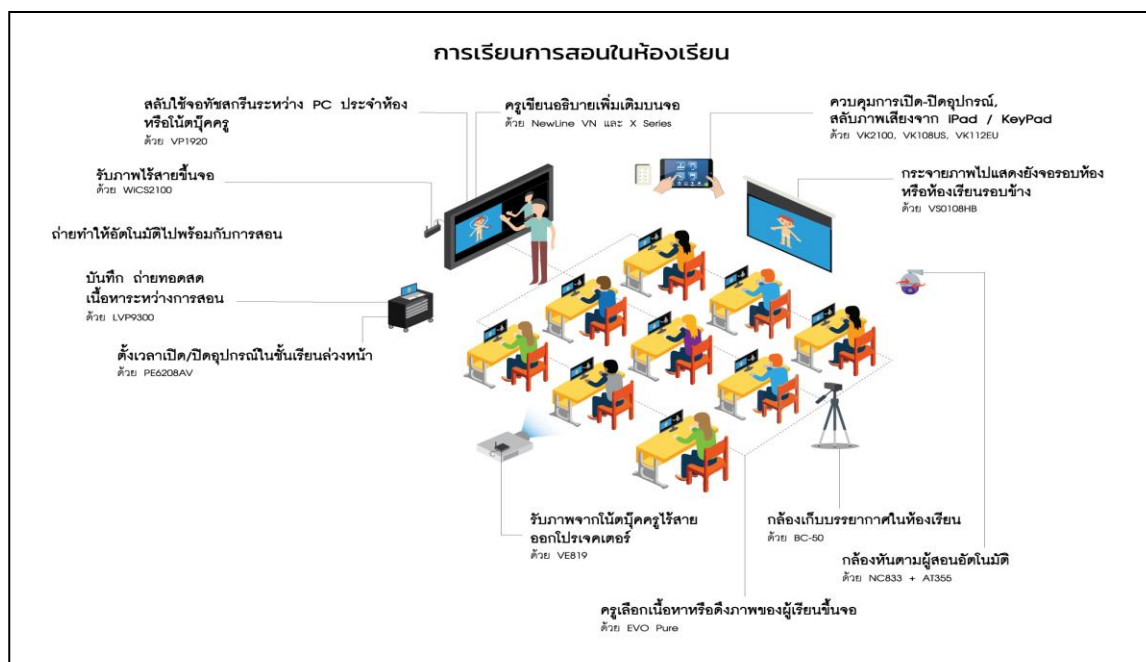 การเรียนการสอนในห้องเรียน
สลับใช้จอทัชสกรีนระหว่าง PC ประจำห้อง
หรือโน้ตบุ๊คครู
ด้วย VP1920
ครูเขียนอธิบายเพิ่มเติมบนจอ
ด้วย NewLine VN และ X Series
ควบคุมการเปิด-ปิดอุปกรณ์,
สลับภาพเสียงจาก iPad / KeyPad
ด้วย VK2100, VK108US, VK112EU
รับภาพไร้สายขึ้นจอ
ด้วย WiCS2100
กระจายภาพไปแสดงยังจอรอบห้อง
หรือห้องเรียนรอบข้าง
ด้วย VS0108HB
ถ่ายทำให้อัตโนมัติไปพร้อมกับการสอน
บันทึก ถ่ายทอดสด
เนื้อหาระหว่างการสอน
ด้วย LVP9300
ตั้งเวลาเปิด/ปิดอุปกรณ์ในชั้นเรียนล่วงหน้า
ด้วย PE6208AV
รับภาพจากโน้ตบุ๊คครูไร้สาย
ออกโปรเจคเตอร์
ด้วย VE819
กล้องเก็บบรรยากาศในห้องเรียน
ด้วย BC-50
กล้องหันตามผู้สอนอัตโนมัติ
ด้วย NC833 + AT355
ครูเลือกเนื้อหาหรือดึงภาพของผู้เรียนขึ้นจอ
ด้วย EVO Pure